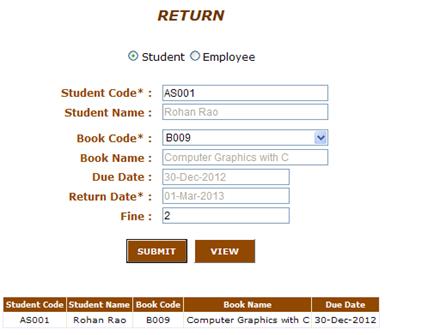 RETURN
Student Employee
Student Code* : AS001
Student Name : Rohan Rao
Book Code* : B009
Book Name : Computer Graphics with C
Due Date : 30-Dec-2012
Return Date* : 01-Mar-2013
Fine : 2
SUBMIT VIEW
Student Code Student Name Book Code Book Name Due Date
AS001 Rohan Rao B009 Computer Graphics with C 30-Dec-2012